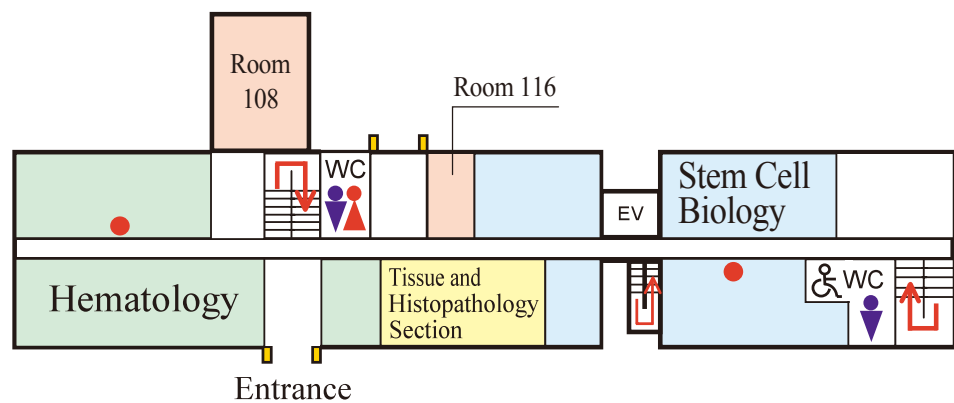 Room
108
Room 116
WC
EV
Stem Cell
Biology
Hematology
Tissue and
Histopathology
Section
WC
Entrance